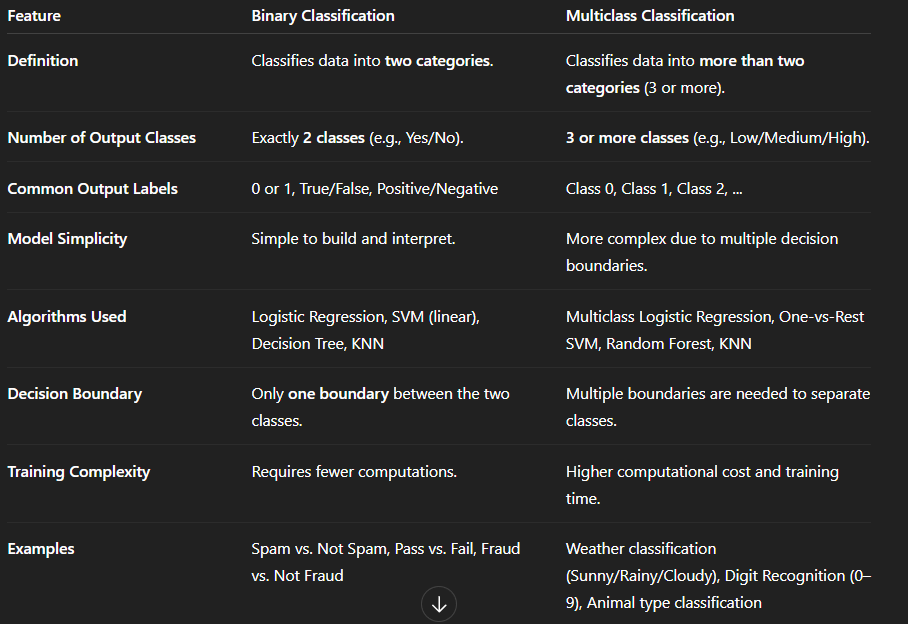 Feature Binary Classification Multiclass Classification
Definition Classifies data into two categories. Classifies data into more than two
categories (3 or more).
Number of Output Classes Exactly 2 classes (e.g., Yes/No). 3 or more classes (e.g., Low/Medium/High).
Common Output Labels 0 or 1, True/False, Positive/Negative Class 0, Class 1, Class 2, ...
Model Simplicity Simple to build and interpret. More complex due to multiple decision
boundaries.
Algorithms Used Logistic Regression, SVM (linear), Multiclass Logistic Regression, One-vs-Rest
Decision Tree, KNN SVM, Random Forest, KNN
Decision Boundary Only one boundary between the two Multiple boundaries are needed to separate
classes. classes.
Training Complexity Requires fewer computations. Higher computational cost and training
time.
Examples Spam vs. Not Spam, Pass vs. Fail, Fraud Weather classification
vs. Not Fraud (Sunny/Rainy/Cloudy), Digit Recognition (0–
9), Animal type classification